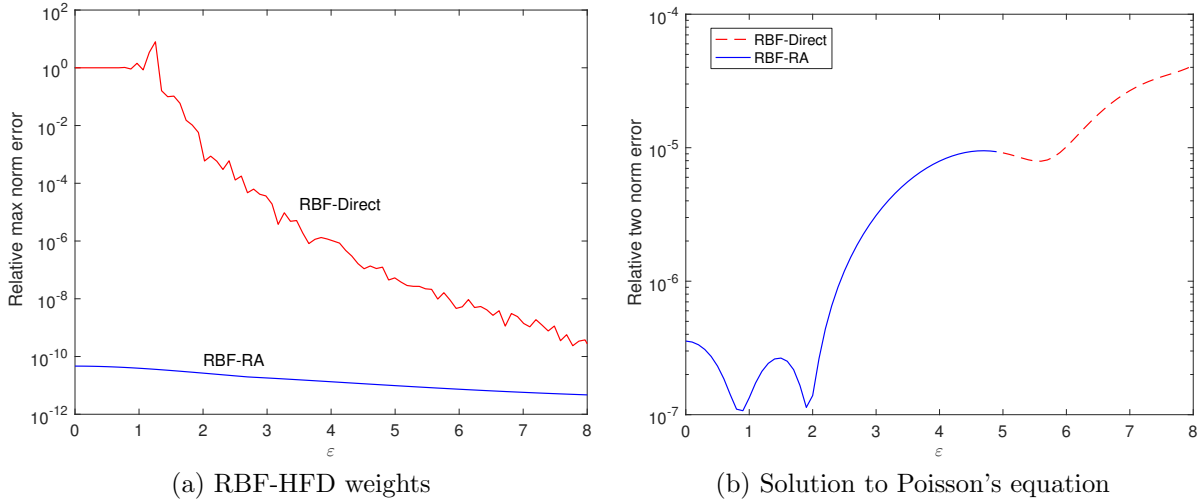 Relative max norm error
10^2
10^0
10^-2
10^-4
10^-6
10^-8
10^-10
10^-12
RBF-Direct
RBF-RA
0 1 2 3 4 5 6 7 8
ε
(a) RBF-HFD weights
Relative two norm error
10^-4
10^-5
10^-6
10^-7
RBF-Direct
RBF-RA
0 1 2 3 4 5 6 7 8
ε
(b) Solution to Poisson's equation